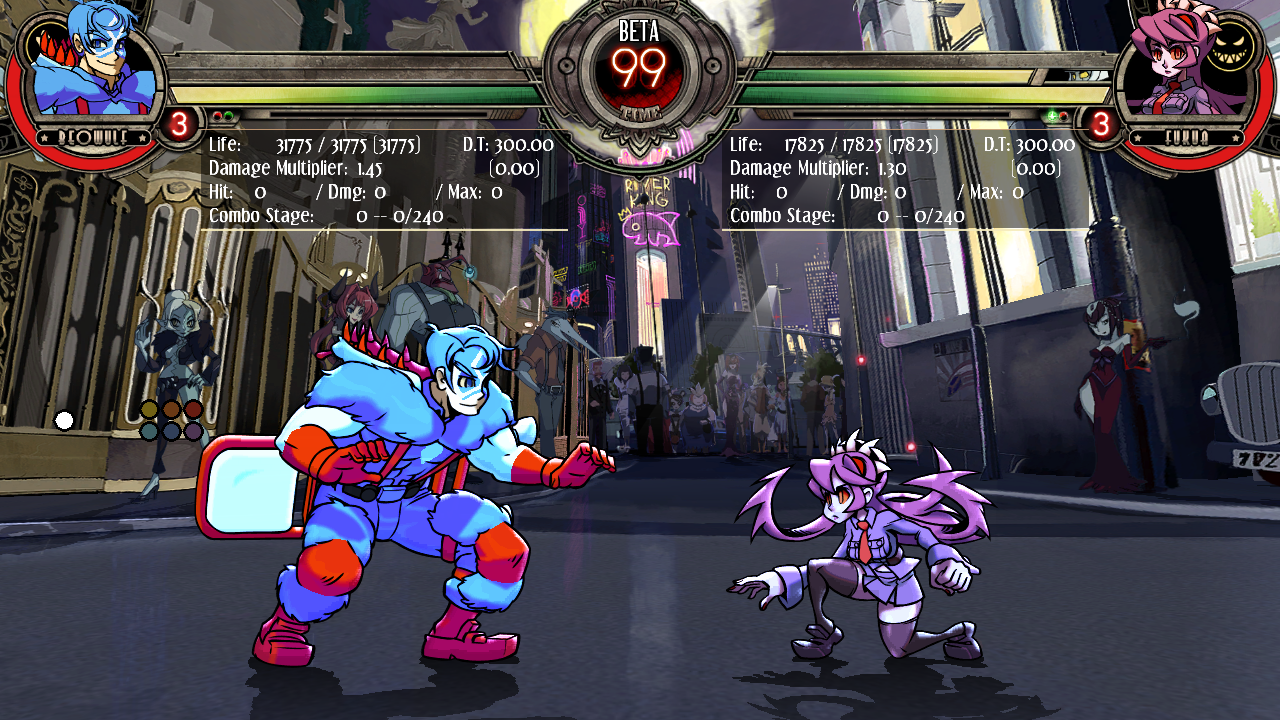 BETA
99
TIME
BEOWULF
3
3
FUKUA
Life: 31775 / 31775 (31775) D.T: 300.00
Damage Multiplier: 1.45 (0.00)
Hit: 0 / Dmg: 0 / Max: 0
Combo Stage: 0 -- 0/240
Life: 17825 / 17825 (17825) D.T: 300.00
Damage Multiplier: 1.30 (0.00)
Hit: 0 / Dmg: 0 / Max: 0
Combo Stage: 0 -- 0/240
RIVER
KING